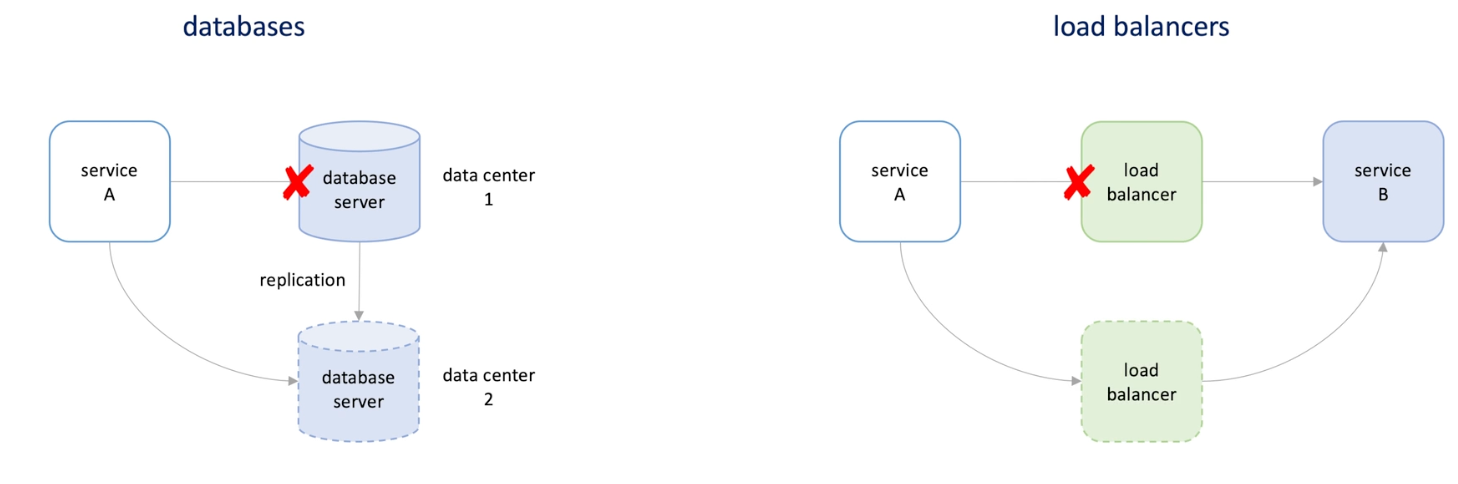 databases
service
A
database
server
data center
1
replication
database
server
data center
2
load balancers
service
A
load
balancer
service
B
load
balancer